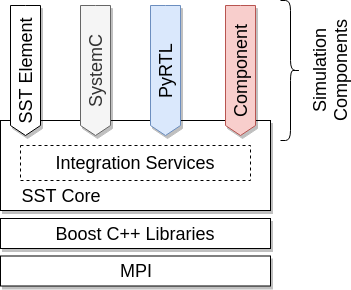 SST Element
SystemC
PyRTL
Component
Simulation
Components
Integration Services
SST Core
Boost C++ Libraries
MPI